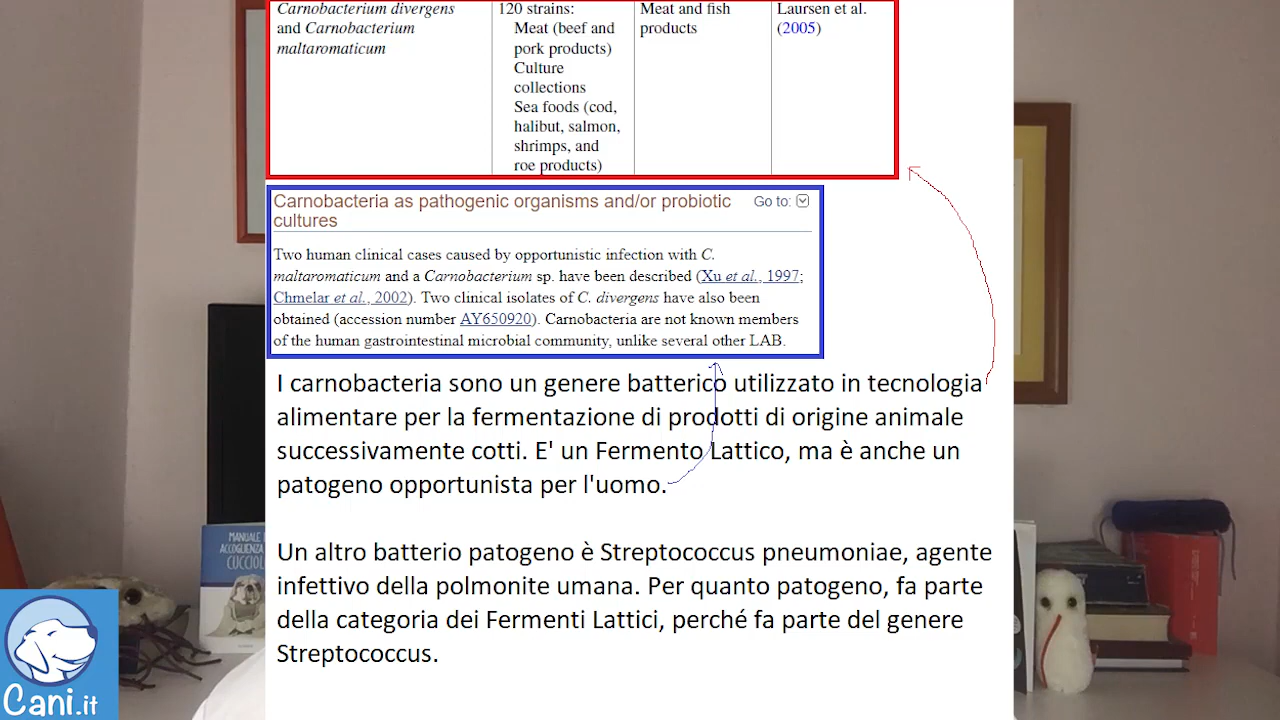 Carnobacterium divergens
and Carnobacterium
maltaromaticum
120 strains:
Meat (beef and
pork products)
Culture
collections
Sea foods (cod,
halibut, salmon,
shrimps, and
roe products)
Meat and fish
products
Laursen et al.
(2005)
Carnobacteria as pathogenic organisms and/or probiotic
cultures
Go to:
Two human clinical cases caused by opportunistic infection with C.
maltaromaticum and a Carnobacterium sp. have been described (Xu et al., 1997;
Chmelar et al., 2002). Two clinical isolates of C. divergens have also been
obtained (accession number AY650920). Carnobacteria are not known members
of the human gastrointestinal microbial community, unlike several other LAB.
I carnobacteria sono un genere batterico utilizzato in tecnologia
alimentare per la fermentazione di prodotti di origine animale
successivamente cotti. E' un Fermento Lattico, ma è anche un
patogeno opportunista per l'uomo.
Un altro batterio patogeno è Streptococcus pneumoniae, agente
infettivo della polmonite umana. Per quanto patogeno, fa parte
della categoria dei Fermenti Lattici, perché fa parte del genere
Streptococcus.
MANUALE
ACCOGLIENZA
CUCCIOL
Cani.it